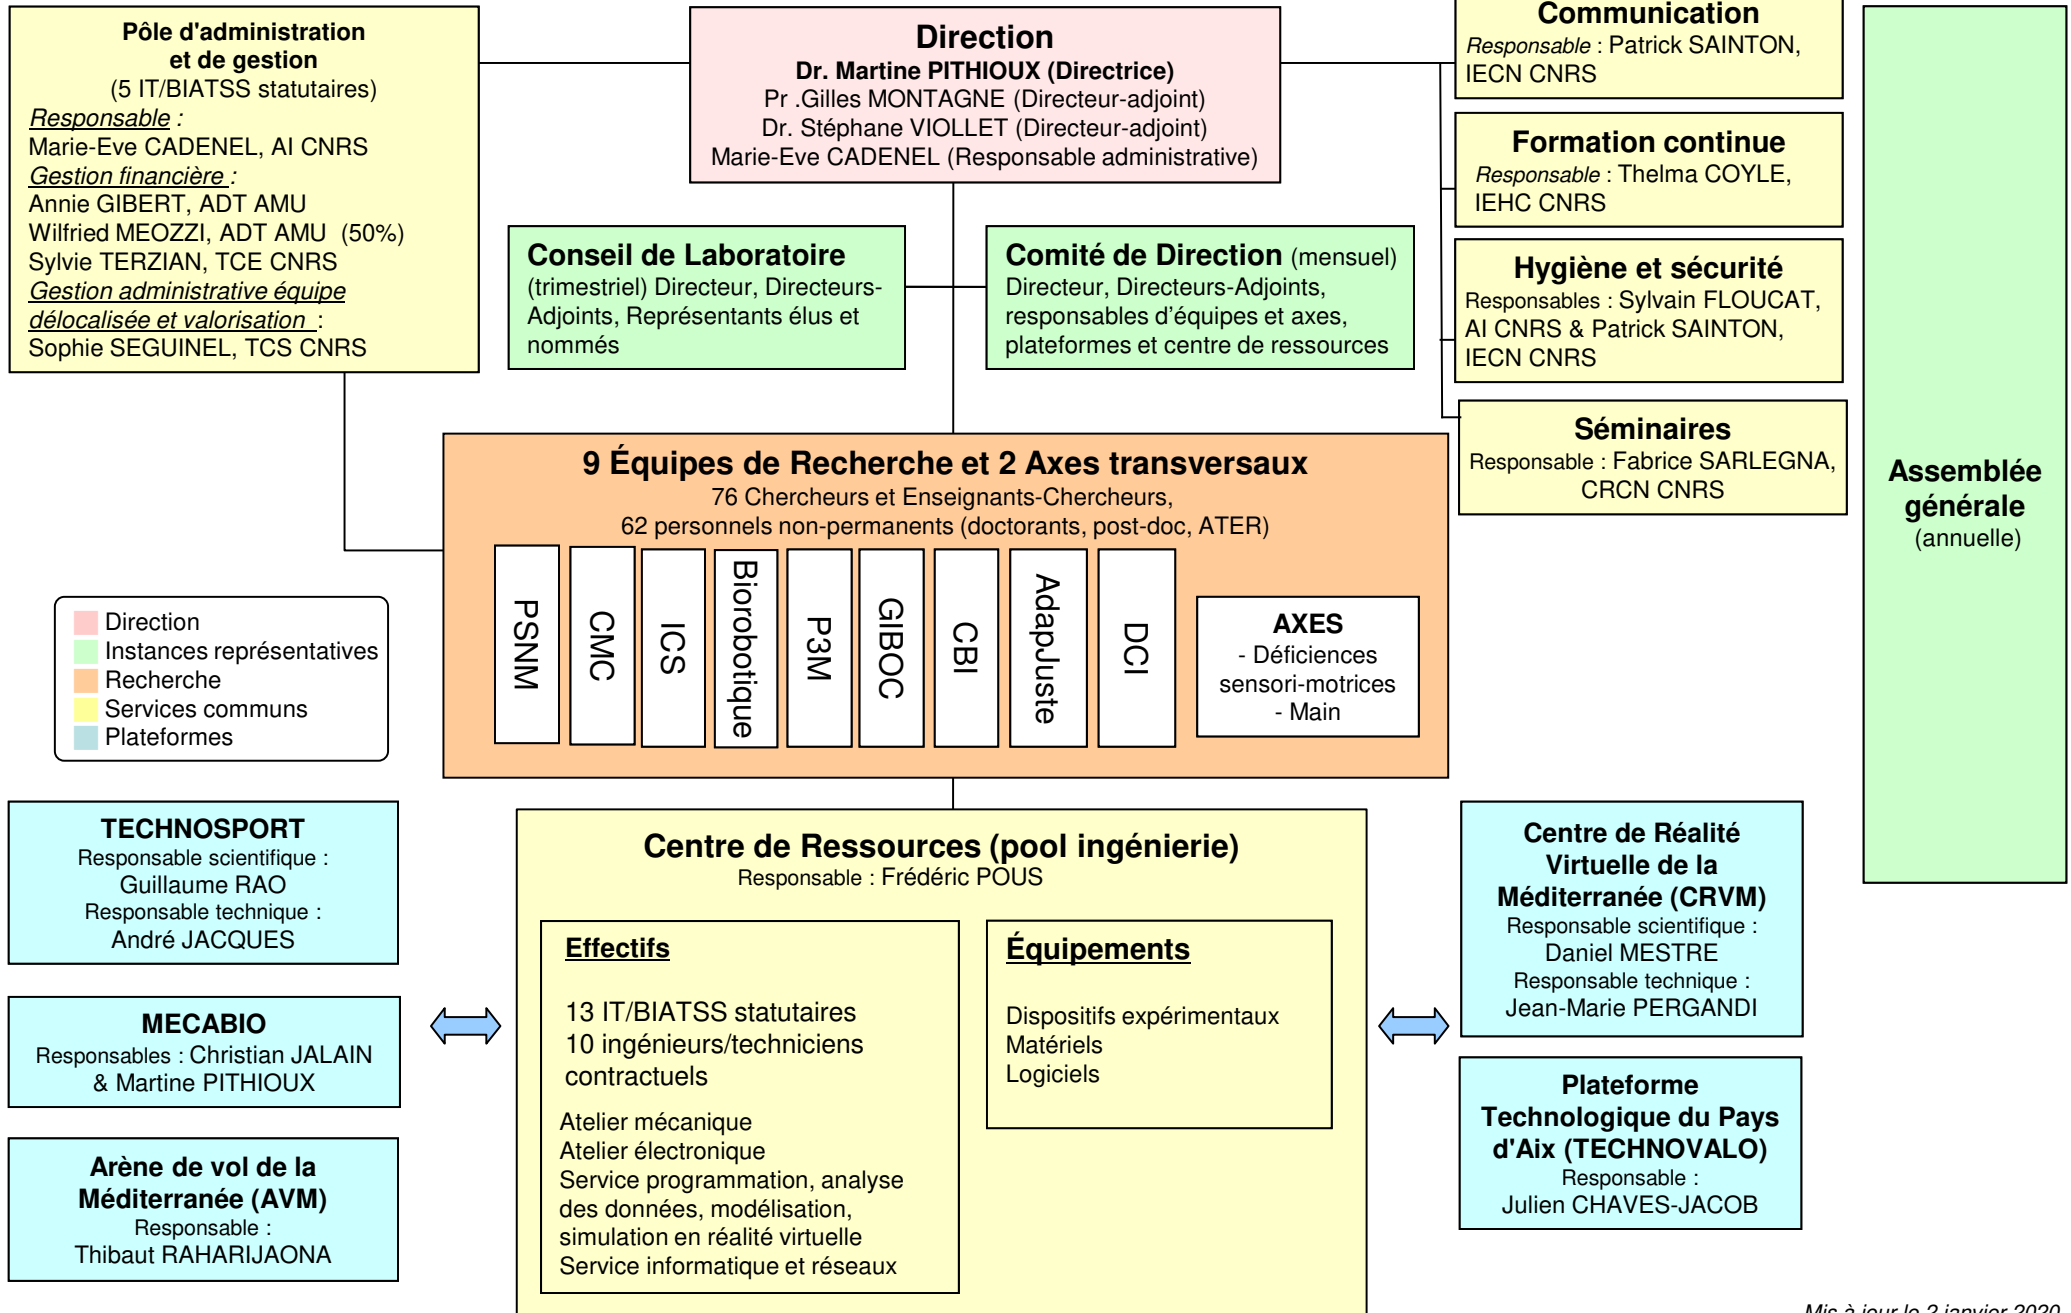 Pôle d'administration
et de gestion
(5 IT/BIATSS statutaires)
Responsable :
Marie-Eve CADENEL, AI CNRS
Gestion financière :
Annie GIBERT, ADT AMU
Wilfried MEOZZI, ADT AMU (50%)
Sylvie TERZIAN, TCE CNRS
Gestion administrative équipe
délocalisée et valorisation :
Sophie SEGUINEL, TCS CNRS
Direction
Dr. Martine PITHIOUX (Directrice)
Pr .Gilles MONTAGNE (Directeur-adjoint)
Dr. Stéphane VIOLLET (Directeur-adjoint)
Marie-Eve CADENEL (Responsable administrative)
Communication
Responsable : Patrick SAINTON,
IECN CNRS
Formation continue
Responsable : Thelma COYLE,
IEHC CNRS
Hygiène et sécurité
Responsables : Sylvain FLOUCAT,
AI CNRS & Patrick SAINTON,
IECN CNRS
Séminaires
Responsable : Fabrice SARLEGNA,
CRCN CNRS
Assemblée
générale
(annuelle)
Conseil de Laboratoire
(trimestriel) Directeur, Directeurs-
Adjoints, Représentants élus et
nommés
Comité de Direction (mensuel)
Directeur, Directeurs-Adjoints,
responsables d’équipes et axes,
plateformes et centre de ressources
9 Équipes de Recherche et 2 Axes transversaux
76 Chercheurs et Enseignants-Chercheurs,
62 personnels non-permanents (doctorants, post-doc, ATER)
PSNM
CMC
ICS
Biorobotique
P3M
GIBOC
CBI
AdapJuste
DCI
AXES
- Déficiences
sensori-motrices
- Main
Direction
Instances représentatives
Recherche
Services communs
Plateformes
TECHNOSPORT
Responsable scientifique :
Guillaume RAO
Responsable technique :
André JACQUES
MECABIO
Responsables : Christian JALAIN
& Martine PITHIOUX
Arène de vol de la
Méditerranée (AVM)
Responsable :
Thibaut RAHARIJAONA
Centre de Ressources (pool ingénierie)
Responsable : Frédéric POUS
Effectifs
13 IT/BIATSS statutaires
10 ingénieurs/techniciens
contractuels
Atelier mécanique
Atelier électronique
Service programmation, analyse
des données, modélisation,
simulation en réalité virtuelle
Service informatique et réseaux
Équipements
Dispositifs expérimentaux
Matériels
Logiciels
Centre de Réalité
Virtuelle de la
Méditerranée (CRVM)
Responsable scientifique :
Daniel MESTRE
Responsable technique :
Jean-Marie PERGANDI
Plateforme
Technologique du Pays
d'Aix (TECHNOVALO)
Responsable :
Julien CHAVES-JACOB
Mis à jour le 2 janvier 2020